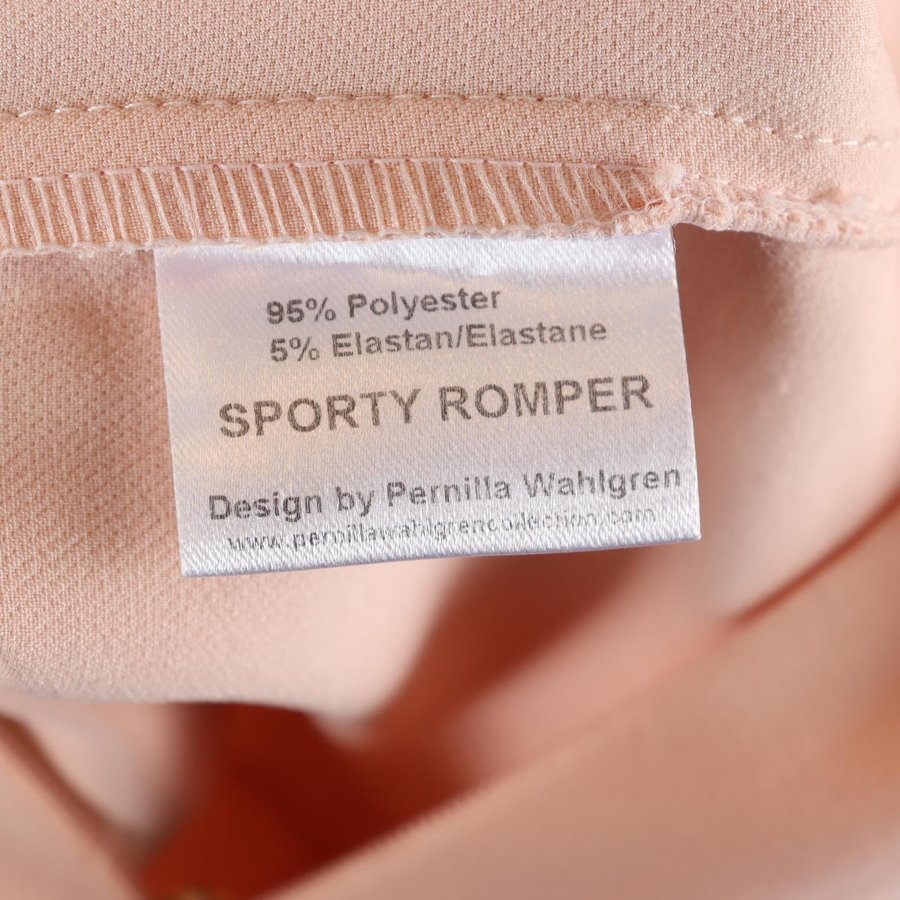 95% Polyester
5% Elastan/Elastane
SPORTY ROMPER
Design by Pernilla Wahlgren
www.pernillawahlgrencollection.com